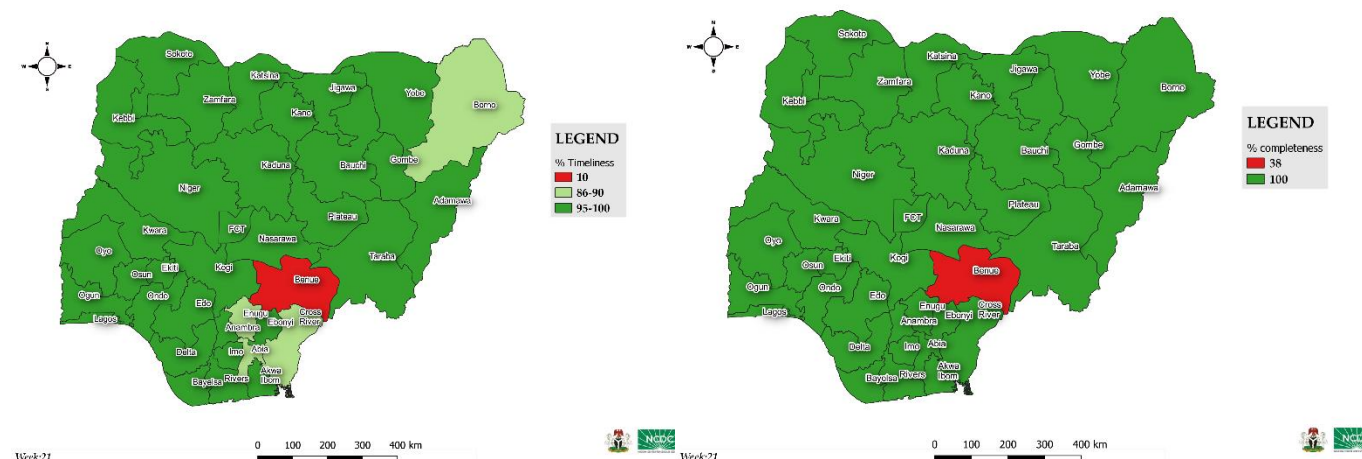 N
W
E
S
Sokoto
Katsina
Jigawa
Yobe
Borno
Zamfara
Kano
Kebbi
Gombe
Kaduna
Bauchi
Niger
Adamawa
Plateau
FCT
Kwara
Nasarawa
Oyo
Taraba
Ekiti
Kogi
Osun
Benue
Ogun
Ondo
Edo
Enugu
Cross
River
Ebonyi
Lagos
Anambra
Delta
Imo
Abia
Akwa
Ibom
Rivers
Bayelsa
LEGEND
% Timeliness
10
86-90
95-100
Week:21
0 100 200 300 400 km
NCDC
N
W
E
S
Sokoto
Katsina
Jigawa
Yobe
Borno
Zamfara
Kano
Kebbi
Gombe
Kaduna
Bauchi
Niger
Adamawa
Plateau
Kwara
FCT
Nasarawa
Oyo
Taraba
Ekiti
Kogi
Osun
Benue
Ogun
Ondo
Edo
Enugu
Cross
River
Ebonyi
Lagos
Anambra
Delta
Imo
Abia
Akwa
Ibom
Rivers
Bayelsa
LEGEND
% completeness
38
100
Week:21
0 100 200 300 400 km
NCDC